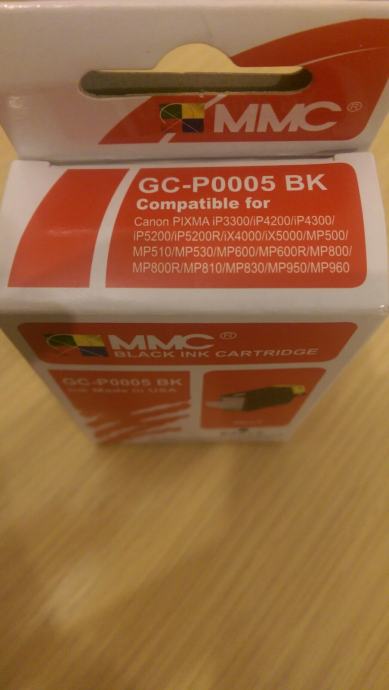 MMC®
GC-P0005 BK
Compatible for
Canon PIXMA iP3300/iP4200/iP4300/
iP5200/iP5200R/iX4000/iX5000/MP500/
MP510/MP530/MP600/MP600R/MP800/
MP800R/MP810/MP830/MP950/MP960
MMC®
BLACK INK CARTRIDGE
GC-P0005 BK
Ink Made in USA